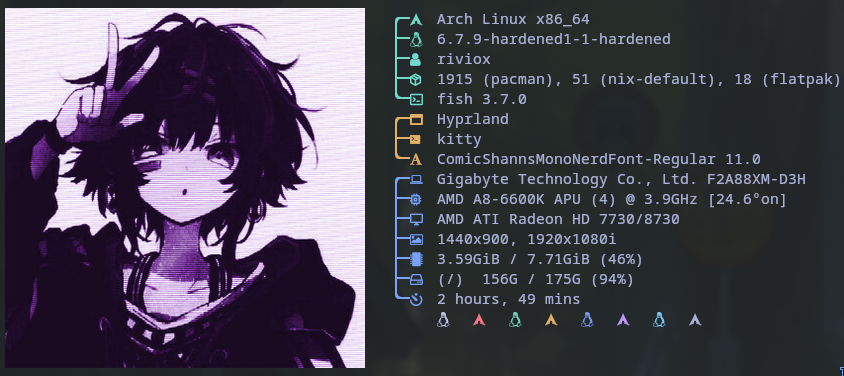 Arch Linux x86_64
6.7.9-hardened1-1-hardened
riviox
1915 (pacman), 51 (nix-default), 18 (flatpak)
fish 3.7.0
Hyprland
kitty
ComicShannsMonoNerdFont-Regular 11.0
Gigabyte Technology Co., Ltd. F2A88XM-D3H
AMD A8-6600K APU (4) @ 3.9GHz [24.6°on]
AMD ATI Radeon HD 7730/8730
1440x900, 1920x1080i
3.59GiB / 7.71GiB (46%)
(/)  156G / 175G (94%)
2 hours, 49 mins